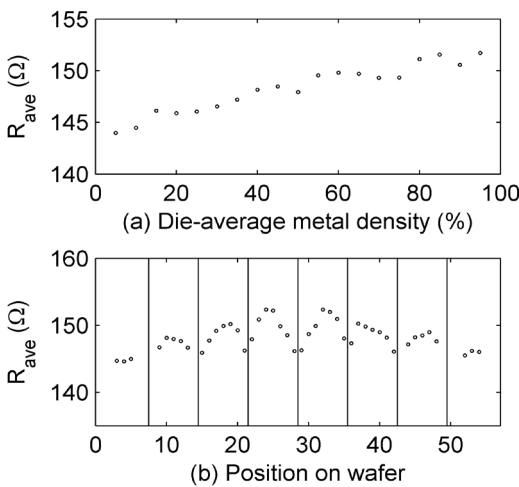 155
150
145
140
R_ave (Ω)
0 20 40 60 80 100
(a) Die-average metal density (%)
160
150
140
R_ave (Ω)
0 10 20 30 40 50
(b) Position on wafer